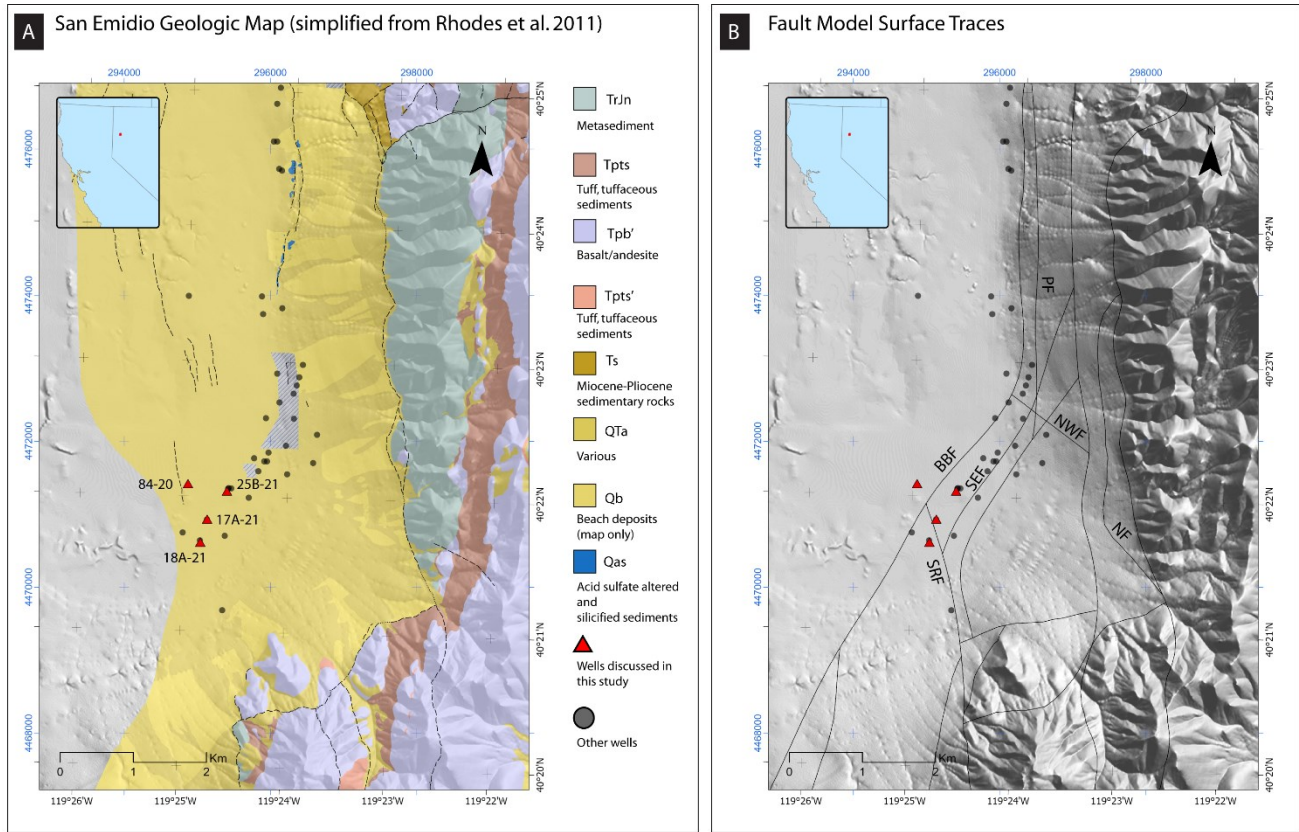 A San Emidio Geologic Map (simplified from Rhodes et al. 2011)
294000 296000 298000
40°25'N
40°24'N
40°23'N
40°22'N
40°21'N
40°20'N
4476000
4474000
4472000
4470000
4468000
N
84-20
25B-21
17A-21
18A-21
0 2 Km
119°26'W 119°25'W 119°24'W 119°23'W 119°22'W
TrJn
Metasediment
Tpts
Tuff, tuffaceous
sediments
Tpb'
Basalt/andesite
Tpts'
Tuff, tuffaceous
sediments
Ts
Miocene-Pliocene
sedimentary rocks
QTa
Various
Qb
Beach deposits
(map only)
Qas
Acid sulfate altered
and
silicified sediments
Wells discussed in
this study
Other wells
B Fault Model Surface Traces
294000 296000 298000
40°25'N
40°24'N
40°23'N
40°22'N
40°21'N
40°20'N
4476000
4474000
4472000
4470000
4468000
N
PF
NWF
BBF
SEF
NF
SRF
0 2 Km
119°26'W 119°25'W 119°24'W 119°23'W 119°22'W